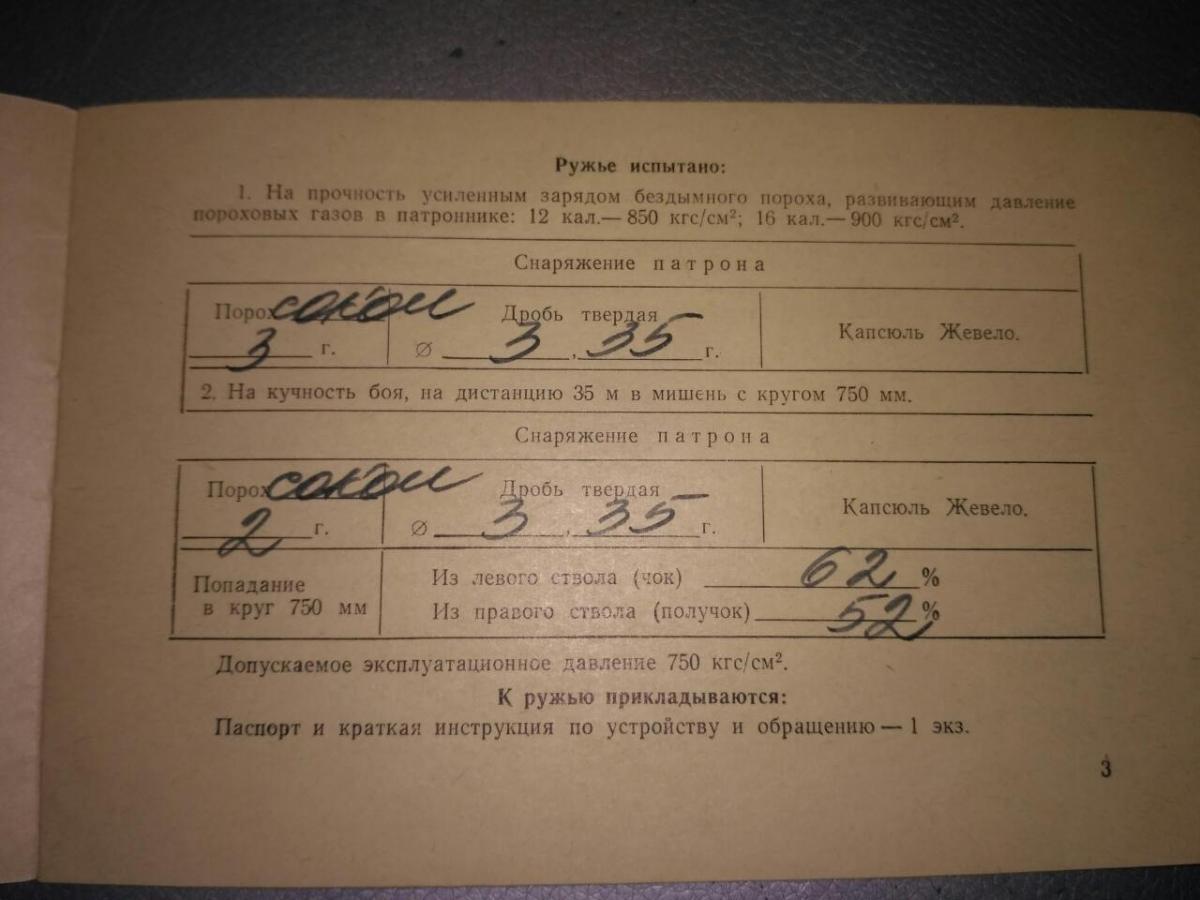 Ружье испытано:
1. На прочность усиленным зарядом бездымного пороха, развивающим давление
пороховых газов в патроннике: 12 кал.— 850 кгс/см²; 16 кал.—900 кгс/см².
Снаряжение патрона
Порох сокол Дробь твердая
3 г. ∅ 3, 35 г. Капсюль Жевело.
2. На кучность боя, на дистанцию 35 м в мишень с кругом 750 мм.
Снаряжение патрона
Порох сокол Дробь твердая
2 г. ∅ 3, 35 г. Капсюль Жевело.
Попадание
в круг 750 мм
Из левого ствола (чок) 62 %
Из правого ствола (получок) 52 %
Допускаемое эксплуатационное давление 750 кгс/см².
К ружью прикладываются:
Паспорт и краткая инструкция по устройству и обращению — 1 экз.
3